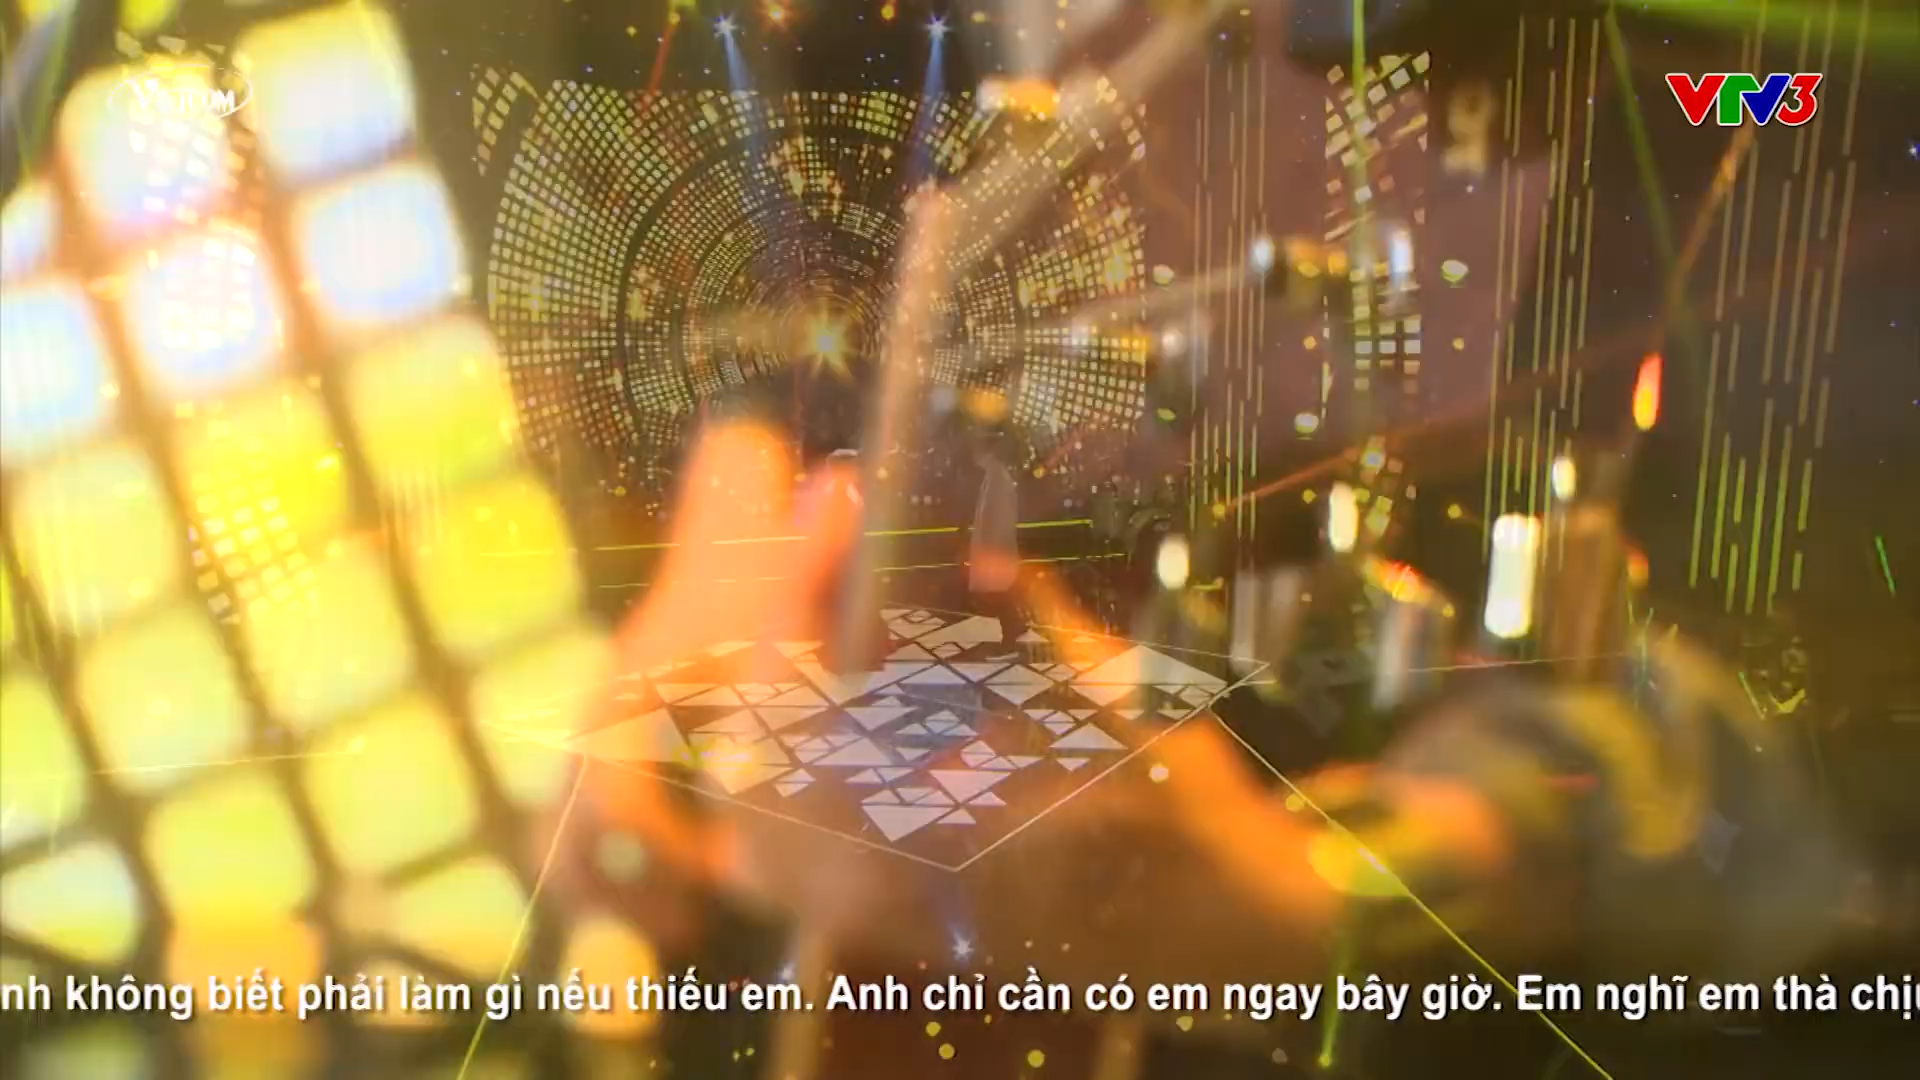 VTV3
nh không biết phải làm gì nếu thiếu em. Anh chỉ cần có em ngay bây giờ. Em nghĩ em thà chịu